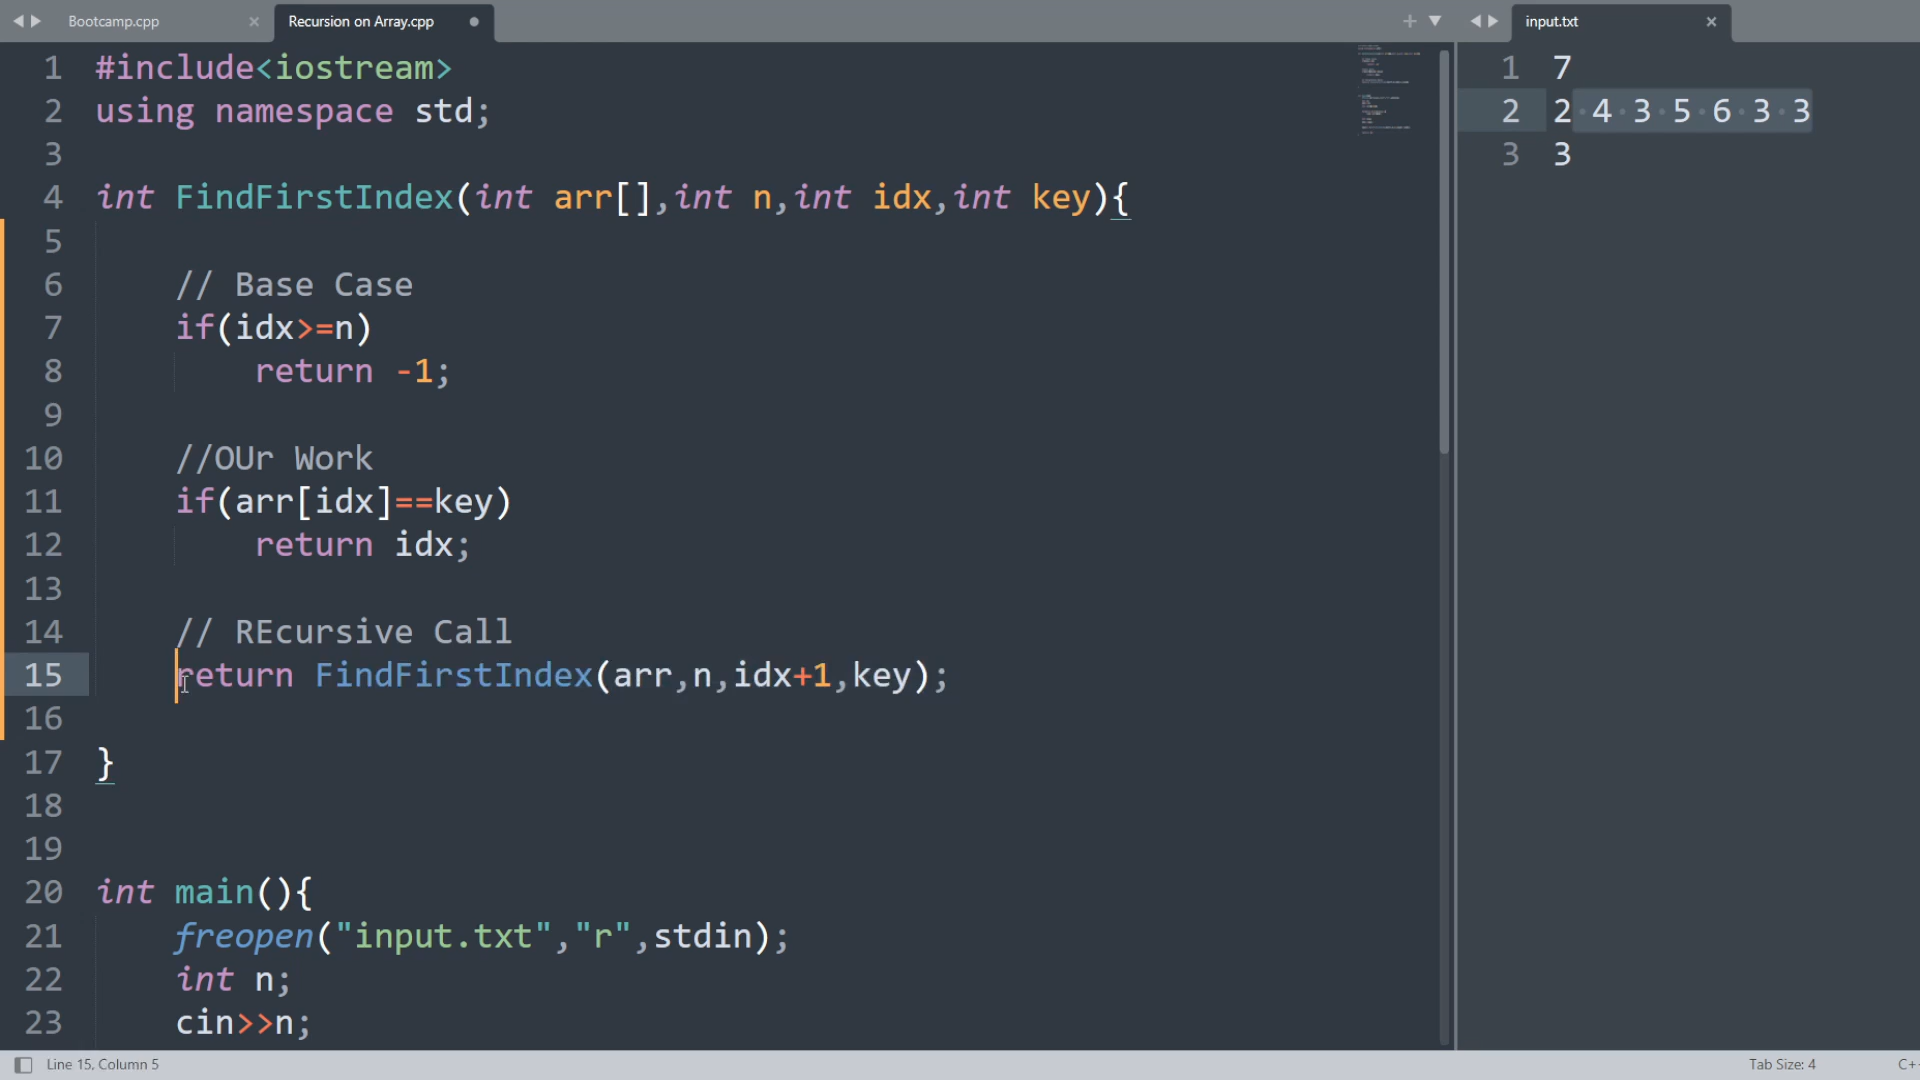 Bootcamp.cpp
Recursion on Array.cpp
1 #include<iostream>
2 using namespace std;
3
4 int FindFirstIndex(int arr[],int n,int idx,int key){
5
6 // Base Case
7 if(idx>=n)
8 return -1;
9
10 //OUr Work
11 if(arr[idx]==key)
12 return idx;
13
14 // REcursive Call
15 return FindFirstIndex(arr,n,idx+1,key);
16
17 }
18
19
20 int main(){
21 freopen("input.txt","r",stdin);
22 int n;
23 cin>>n;
input.txt
1 7
2 2 4 3 5 6 3 3
3 3
Line 15, Column 5
Tab Size: 4
C+